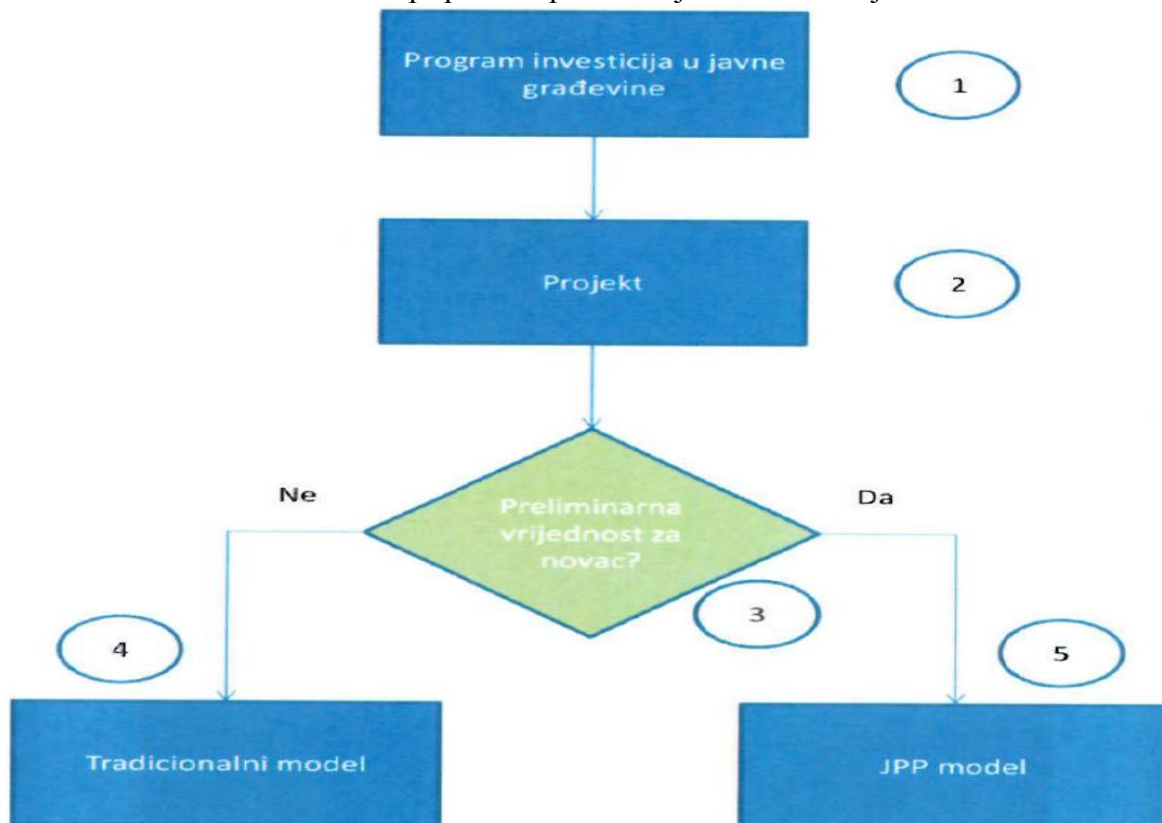 Program investicija u javne
građevine
1
Projekt
2
Ne
Da
Preliminarna
vrijednost za
novac?
3
4
5
Tradicionalni model
JPP model